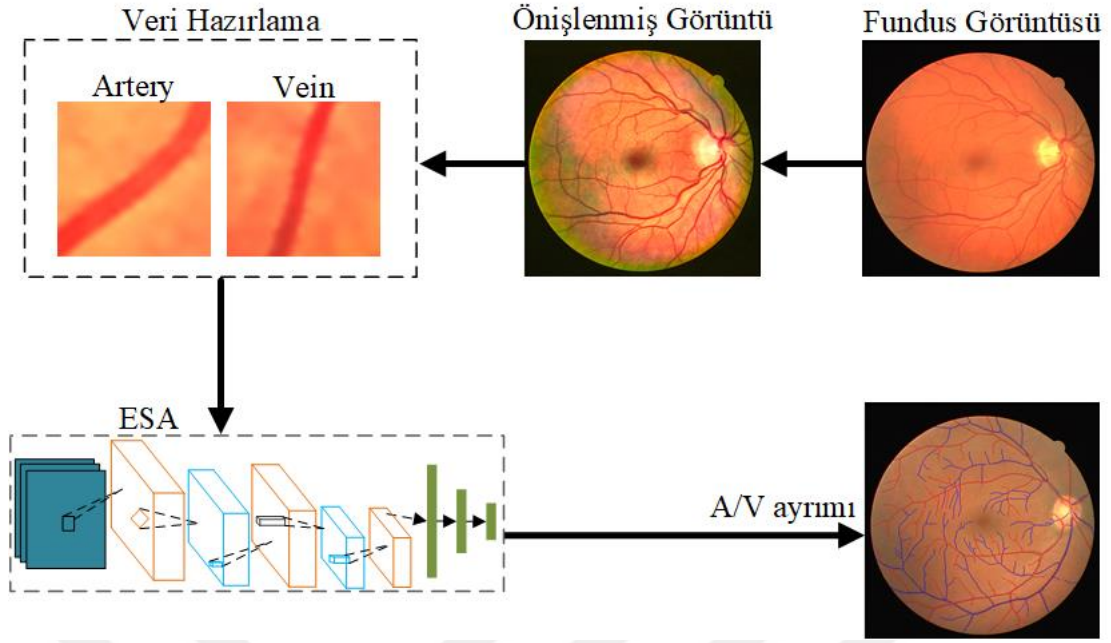 Veri Hazırlama
Önişlenmiş Görüntü
Fundus Görüntüsü
Artery
Vein
ESA
A/V ayrımı